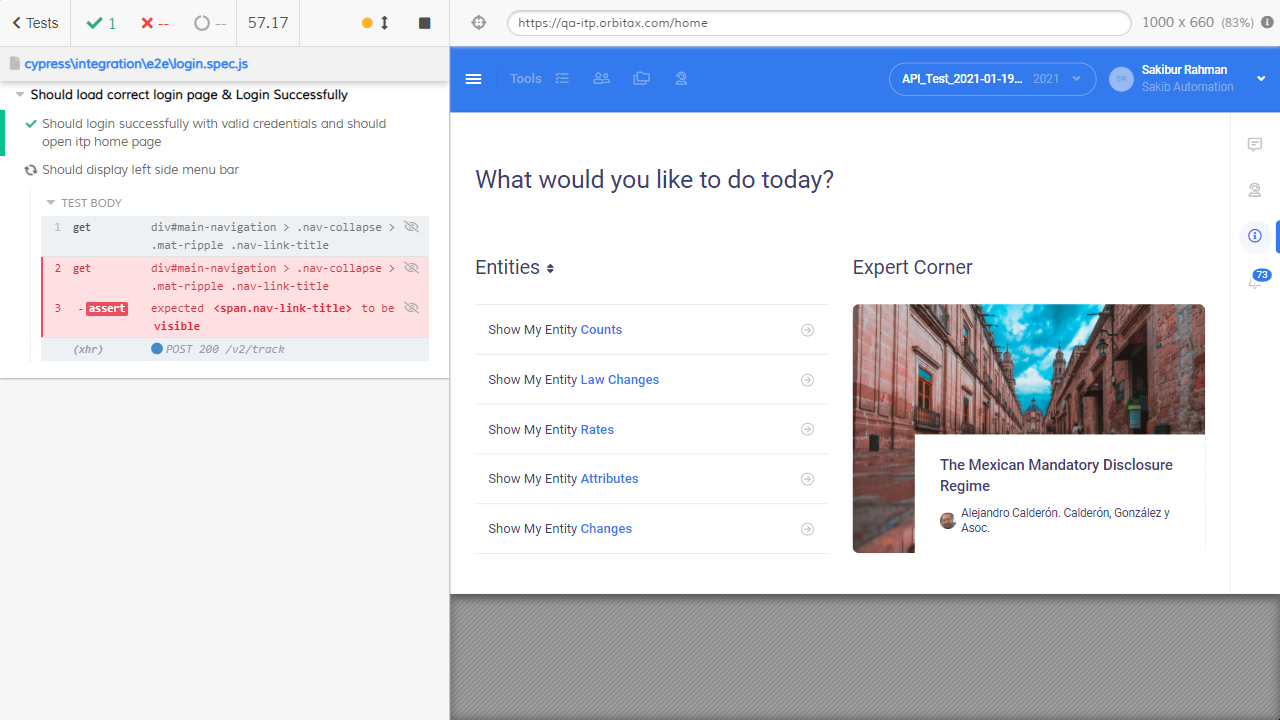 Tests
1
--
--
57.17
https://qa-itp.orbitax.com/home
1000 x 660 (83%)
cypress\integration\e2e\login.spec.js
Should load correct login page & Login Successfully
Should login successfully with valid credentials and should
open itp home page
Should display left side menu bar
TEST BODY
1 get div#main-navigation > .nav-collapse >
.mat-ripple .nav-link-title
2 get div#main-navigation > .nav-collapse >
.mat-ripple .nav-link-title
3 -assert expected <span.nav-link-title> to be
visible
(xhr) POST 200 /v2/track
Tools
API_Test_2021-01-19... 2021
SR
Sakibur Rahman
Sakib Automation
What would you like to do today?
73
Entities
Show My Entity Counts
Show My Entity Law Changes
Show My Entity Rates
Show My Entity Attributes
Show My Entity Changes
Expert Corner
The Mexican Mandatory Disclosure
Regime
Alejandro Calderón. Calderón, González y
Asoc.